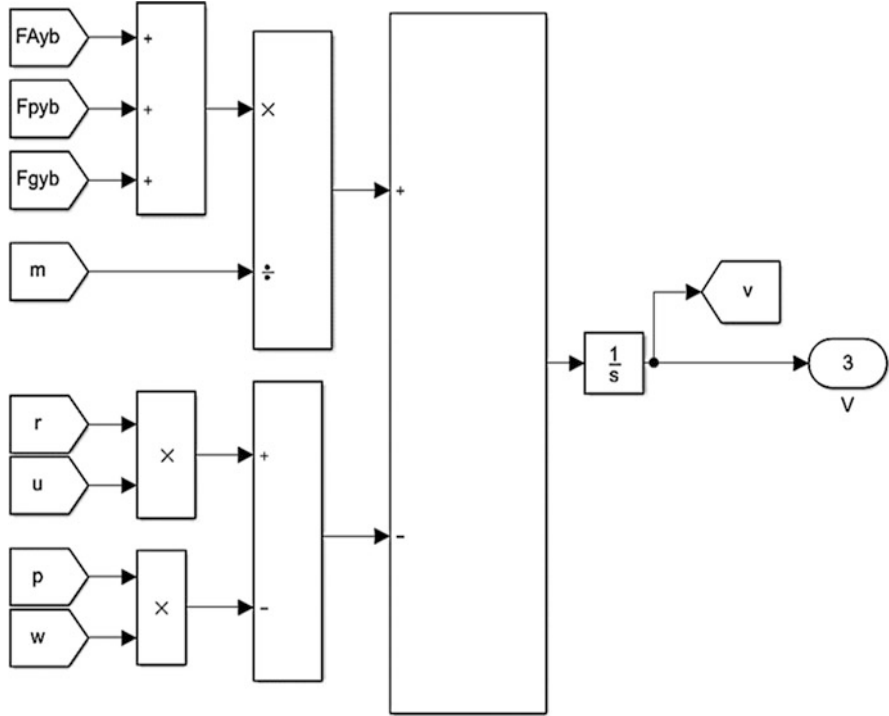 FAyb
+
Fpyb
+
×
Fgyb
+
+
m
÷
v
1
s
3
V
r
×
+
u
-
p
×
-
w